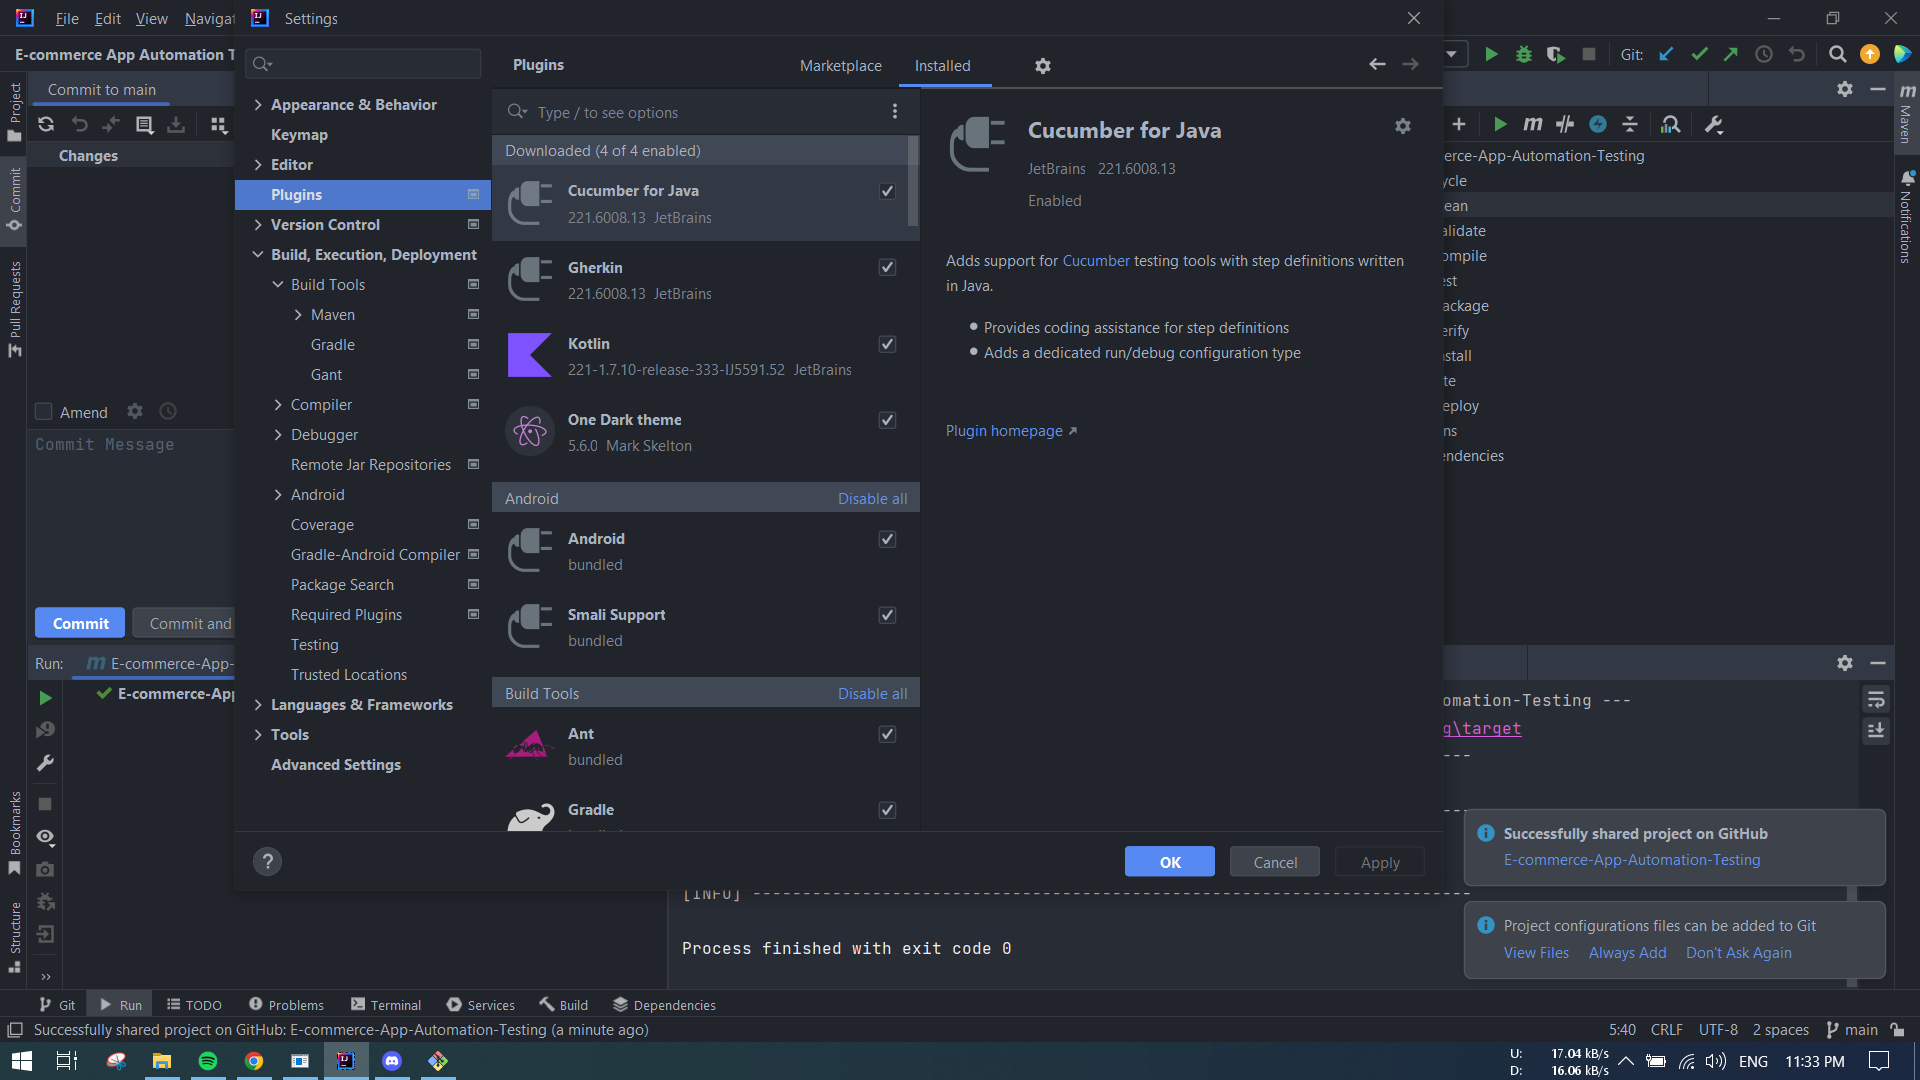 File Edit View Navigat
Settings
E-commerce App Automation T
Git:
Commit to main
Changes
Amend
Commit Message
Commit
Commit and
Project
Commit
Pull Requests
Bookmarks
Structure
Appearance & Behavior
Keymap
Editor
Plugins
Version Control
Build, Execution, Deployment
Build Tools
Maven
Gradle
Gant
Compiler
Debugger
Remote Jar Repositories
Android
Coverage
Gradle-Android Compiler
Package Search
Required Plugins
Testing
Trusted Locations
Languages & Frameworks
Tools
Advanced Settings
Plugins
Marketplace
Installed
Type / to see options
Downloaded (4 of 4 enabled)
Cucumber for Java
221.6008.13 JetBrains
Gherkin
221.6008.13 JetBrains
Kotlin
221-1.7.10-release-333-IJ5591.52 JetBrains
One Dark theme
5.6.0 Mark Skelton
Android Disable all
Android
bundled
Smali Support
bundled
Build Tools Disable all
Ant
bundled
Gradle
Cucumber for Java
JetBrains 221.6008.13
Enabled
Adds support for Cucumber testing tools with step definitions written
in Java.
Provides coding assistance for step definitions
Adds a dedicated run/debug configuration type
Plugin homepage
?
OK
Cancel
Apply
m
erce-App-Automation-Testing
ycle
ean
alidate
ompile
est
ackage
erify
stall
te
eploy
ns
endencies
m Maven
Notifications
Run: m E-commerce-App-
E-commerce-App
omation-Testing ---
g\target
---
--
[INFO] ------------------------------------------------------------------------
Process finished with exit code 0
Successfully shared project on GitHub
E-commerce-App-Automation-Testing
Project configurations files can be added to Git
View Files Always Add Don't Ask Again
Git Run TODO Problems Terminal Services Build Dependencies
Successfully shared project on GitHub: E-commerce-App-Automation-Testing (a minute ago)
5:40 CRLF UTF-8 2 spaces main
U: 17.04 kB/s
D: 16.06 kB/s
ENG
11:33 PM